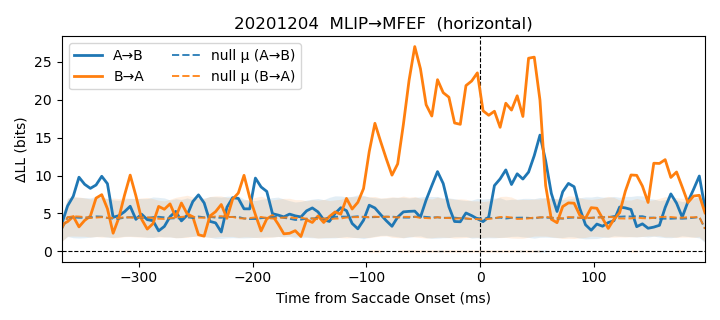 20201204  MLIP→MFEF  (horizontal)
A→B
B→A
null μ (A→B)
null μ (B→A)
ΔLL (bits)
25
20
15
10
5
0
−300
−200
−100
0
100
Time from Saccade Onset (ms)